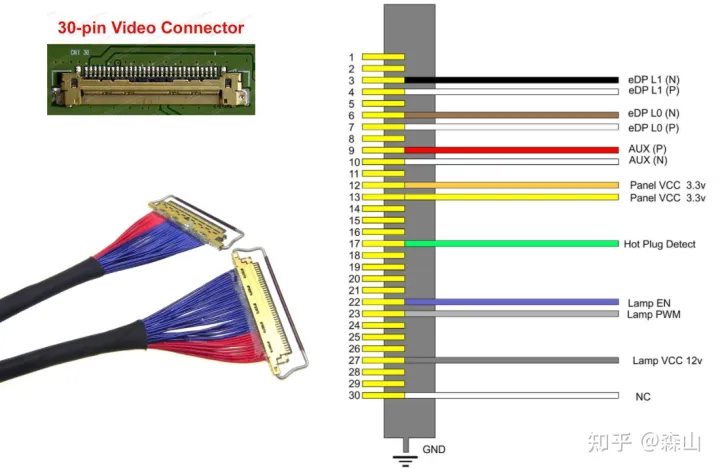 30-pin Video Connector
CN1 30
1
2
3 eDP L1 (N)
4 eDP L1 (P)
5
6 eDP L0 (N)
7 eDP L0 (P)
8
9 AUX (P)
10 AUX (N)
11
12 Panel VCC 3.3v
13 Panel VCC 3.3v
14
15
16
17 Hot Plug Detect
18
19
20
21
22 Lamp EN
23 Lamp PWM
24
25
26
27 Lamp VCC 12v
28
29
30 NC
GND
知乎 @森山